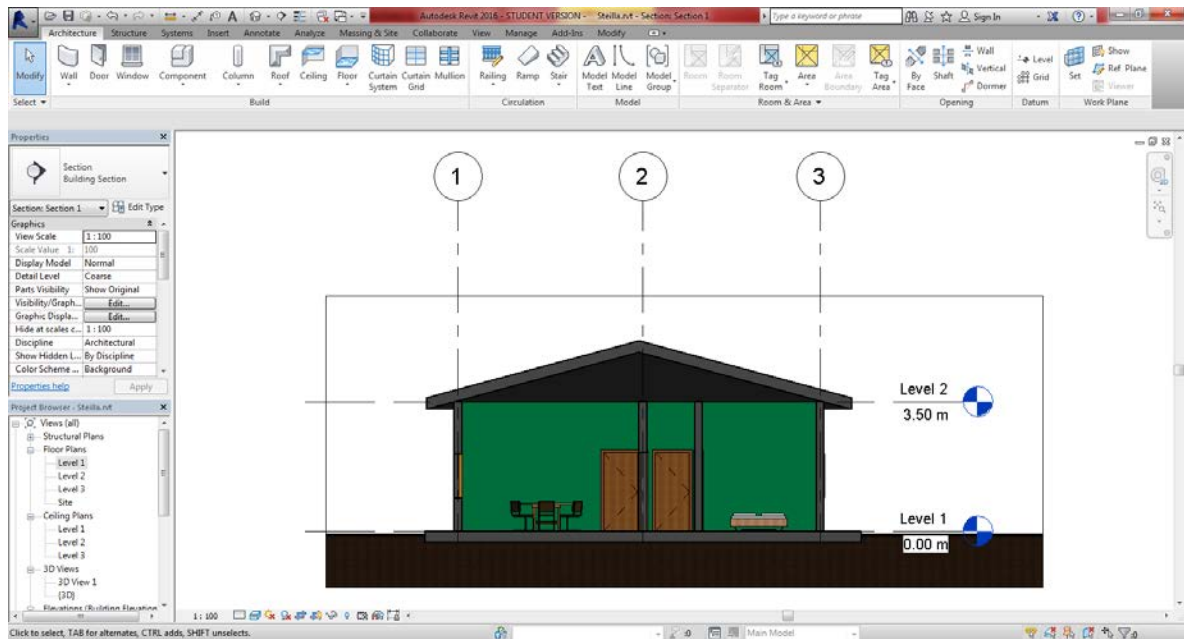 Autodesk Revit 2016 - STUDENT VERSION - Steilla.rvt - Section: Section 1
Type a keyword or phrase
Sign In
Architecture Structure Systems Insert Annotate Analyze Massing & Site Collaborate View Manage Add-Ins Modify
Modify Wall Door Window Component Column Roof Ceiling Floor Curtain System Curtain Grid Mullion Railing Ramp Stair Model Text Model Line Model Group Room Room Separator Tag Room Area Area Boundary Tag Area By Face Shaft Wall Vertical Dormer Level Grid Set Show Ref Plane Viewer
Select Build Circulation Model Room & Area Opening Datum Work Plane
Properties
Section
Building Section
Section: Section 1 Edit Type
Graphics
View Scale 1 : 100
Scale Value 1: 100
Display Model Normal
Detail Level Coarse
Parts Visibility Show Original
Visibility/Graph... Edit...
Graphic Displa... Edit...
Hide at scales c... 1 : 100
Discipline Architectural
Show Hidden L... By Discipline
Color Scheme ... Background
Properties help Apply
Project Browser - Steilla.rvt
Views (all)
Structural Plans
Floor Plans
Level 1
Level 2
Level 3
Site
Ceiling Plans
Level 1
Level 2
Level 3
3D Views
3D View 1
{3D}
Elevations (Building Elevation
1 2 3
Level 2
3.50 m
Level 1
0.00 m
1 : 100
Click to select, TAB for alternates, CTRL adds, SHIFT unselects.
:0
Main Model
:0